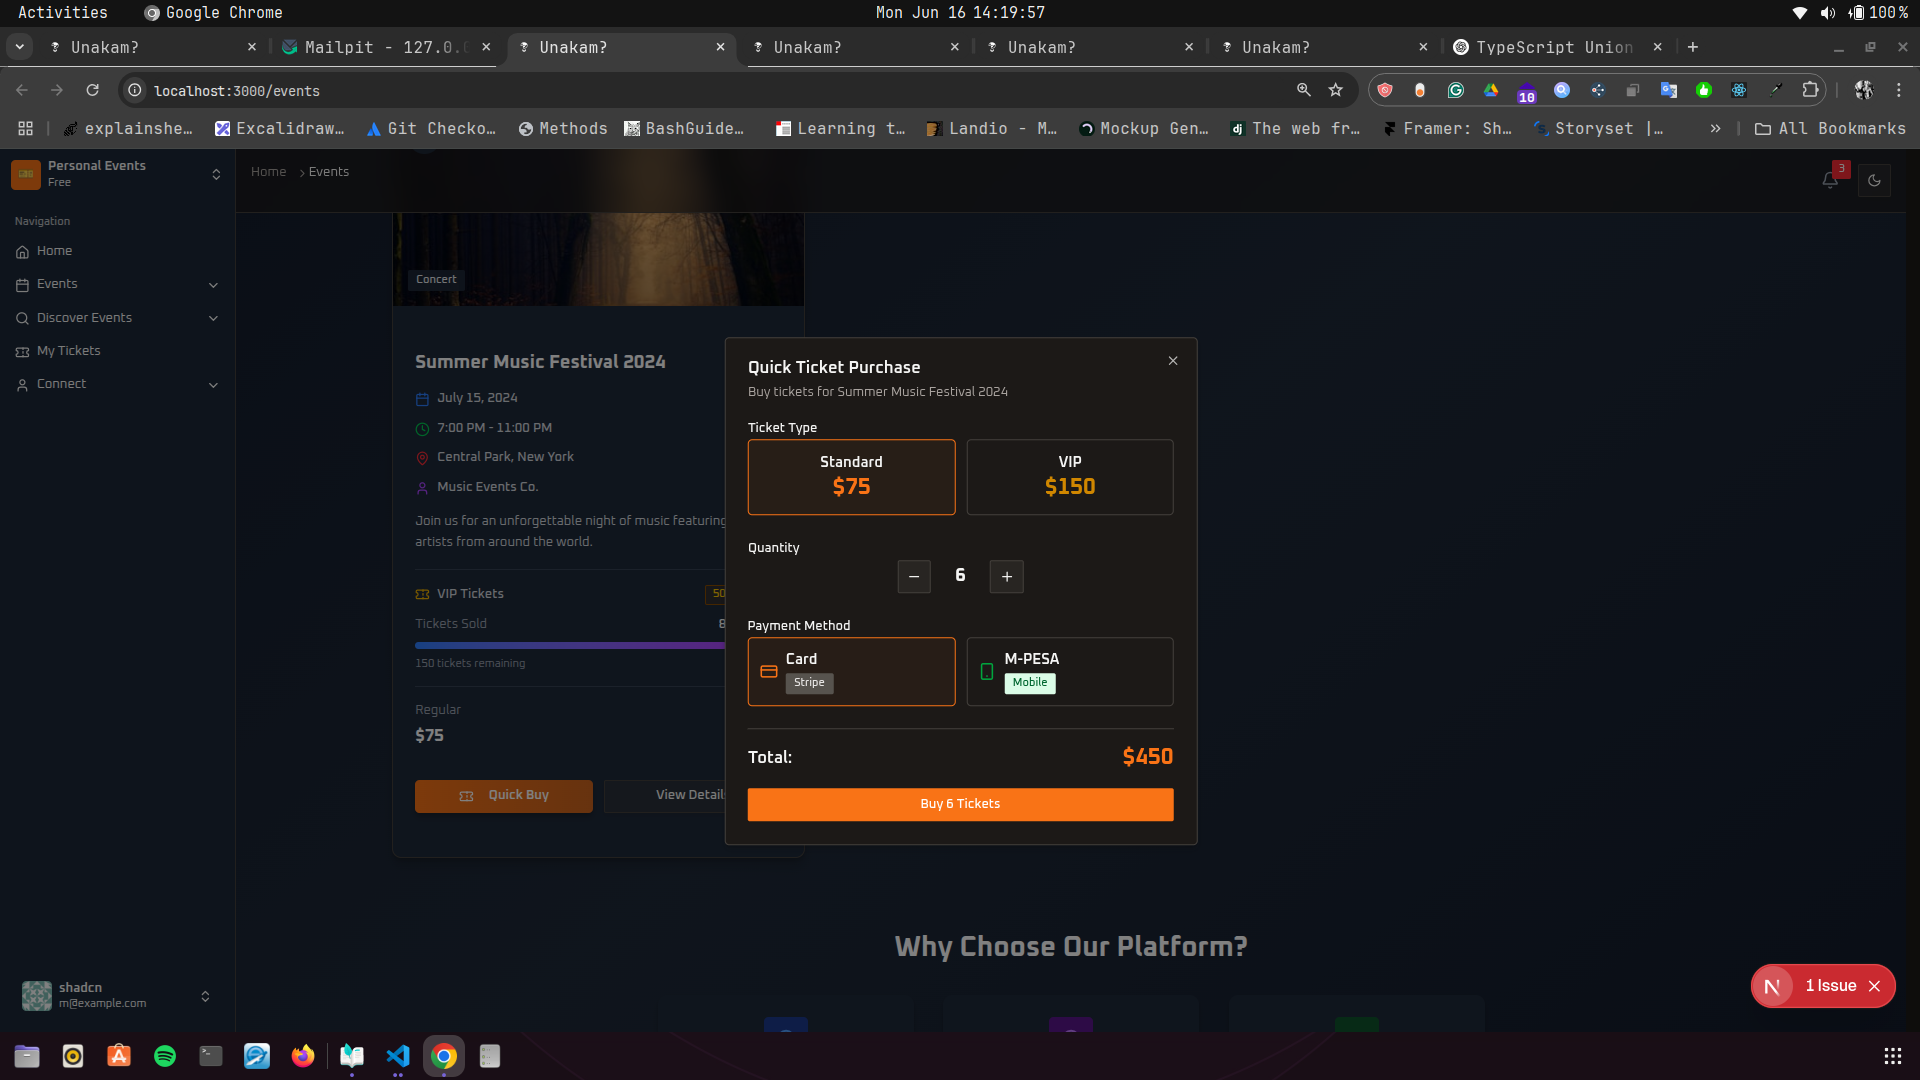 Activities
Google Chrome
Mon Jun 16 14:19:57
100%
Unakam?
Mailpit - 127.0.
Unakam?
Unakam?
Unakam?
Unakam?
TypeScript Union
localhost:3000/events
10
explainshe…
Excalidraw…
Git Checko…
Methods
BashGuide…
Learning t…
Landio - M…
Mockup Gen…
dj
The web fr…
Framer: Sh…
Storyset |…
All Bookmarks
Personal Events
Free
Home
Events
3
Navigation
Home
Events
Discover Events
My Tickets
Connect
Concert
Summer Music Festival 2024
July 15, 2024
7:00 PM - 11:00 PM
Central Park, New York
Music Events Co.
Join us for an unforgettable night of music featuring
artists from around the world.
VIP Tickets
50
Tickets Sold
8
150 tickets remaining
Regular
$75
Quick Buy
View Detail
Quick Ticket Purchase
Buy tickets for Summer Music Festival 2024
Ticket Type
Standard
$75
VIP
$150
Quantity
− 6 +
Payment Method
Card
Stripe
M-PESA
Mobile
Total:
$450
Buy 6 Tickets
Why Choose Our Platform?
shadcn
m@example.com
N
1 Issue